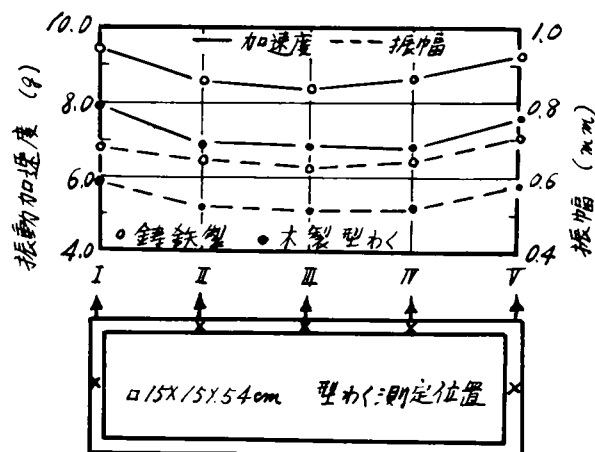 10.0
8.0
6.0
4.0
振動加速度 (g)
加速度 振幅
鋳鉄製 木製型わく
1.0
0.8
0.6
0.4
振幅 (mm)
I II III IV V
□15×15×54cm 型わく測定位置